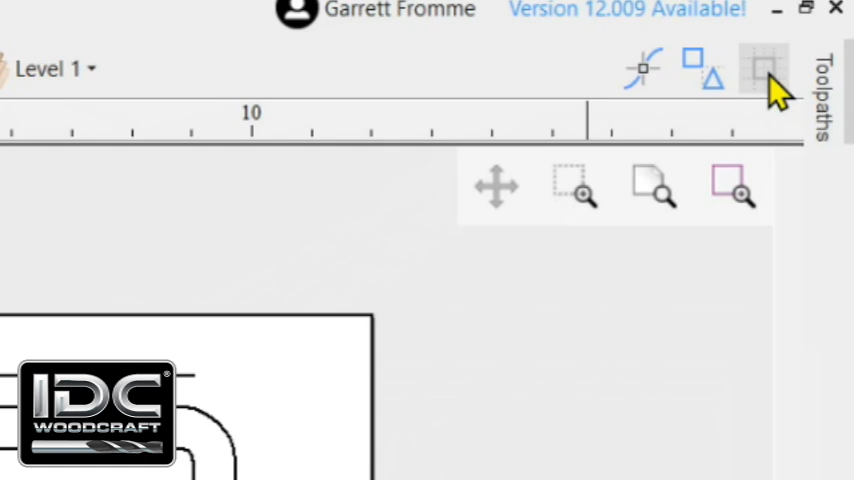 Garrett Fromme
Version 12.009 Available!
Level 1
Toolpaths
10
IDC®
WOODCRAFT